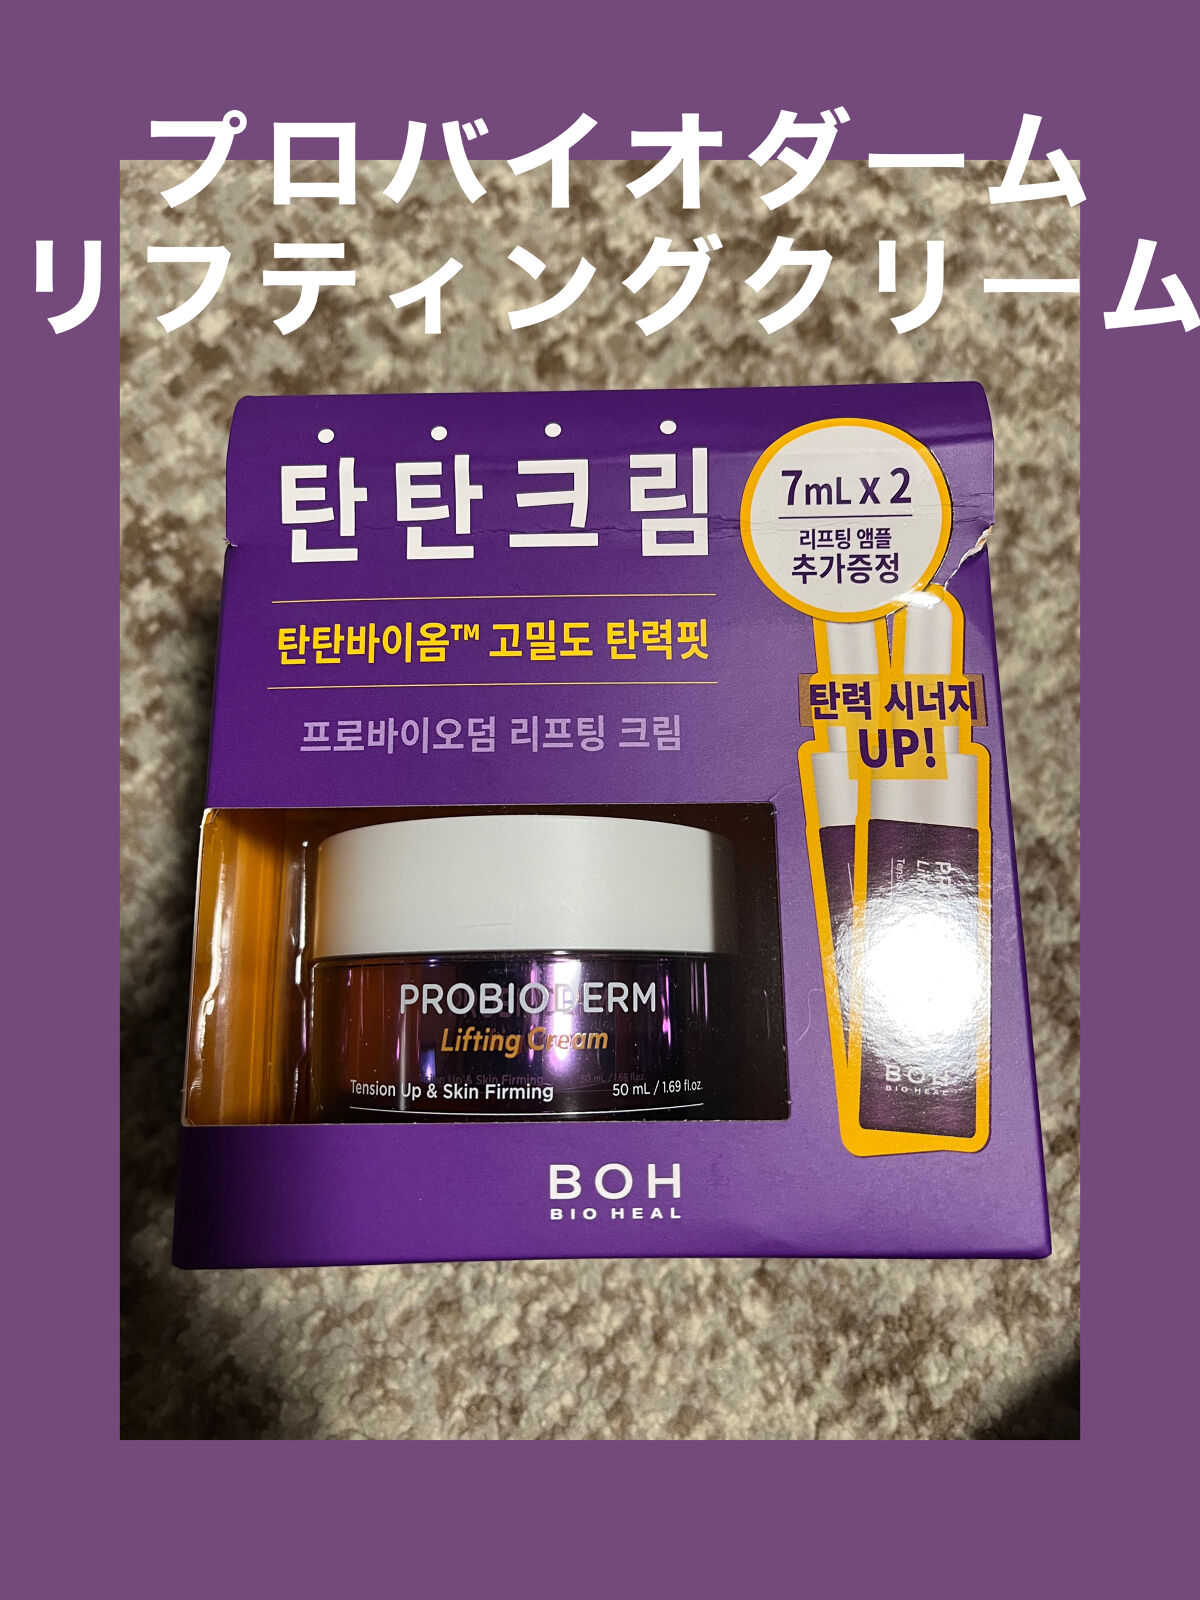 プロバイオダーム
リフティングクリーム
탄탄크림
탄탄바이옴™ 고밀도 탄력핏
프로바이오덤 리프팅 크림
7mL X 2
리프팅 앰플
추가증정
탄력 시너지
UP!
PROBIODERM
Lifting Cream
Tension Up & Skin Firming
50 mL / 1.69 fl.oz.
BOH
BIO HEAL
BOH
BIO HEAL